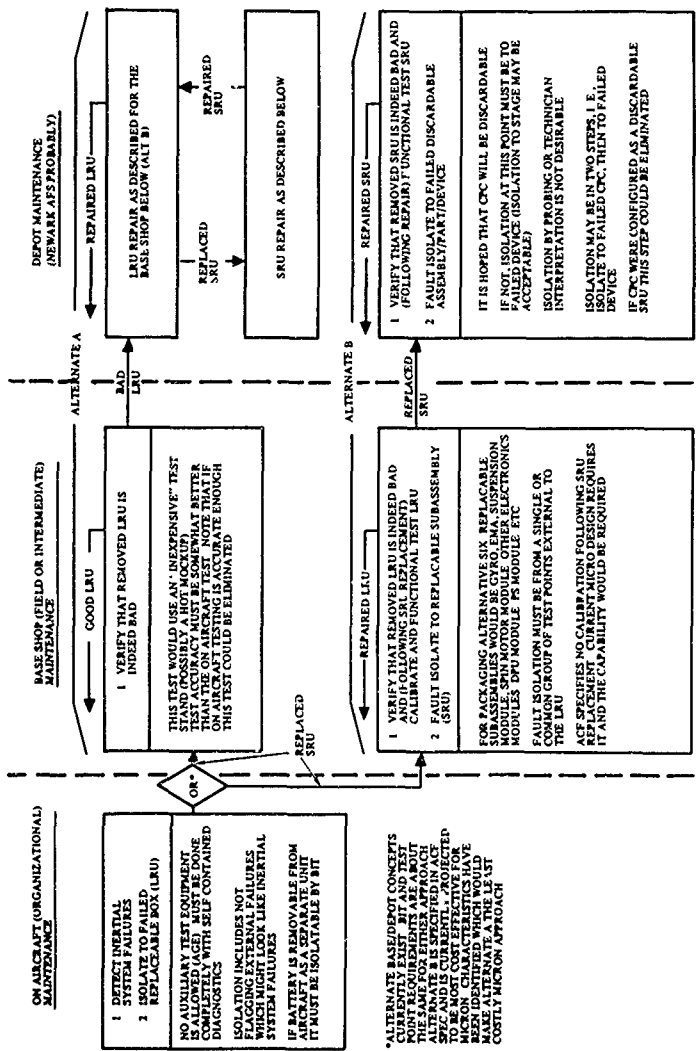 ON AIRCRAFT (ORGANIZATIONAL)
MAINTENANCE
1 DETECT INERTIAL
SYSTEM FAILURES
2 ISOLATE TO FAILED
REPLACEABLE BOX (LRU)
NO AUXILIARY TEST EQUIPMENT
IS ALLOWED (AGE) MUST BE DONE
COMPLETELY WITH SELF CONTAINED
DIAGNOSTICS
ISOLATION INCLUDES NOT
FLAGGING EXTERNAL FAILURES
WHICH MIGHT LOOK LIKE INERTIAL
SYSTEM FAILURES
IF BATTERY IS REMOVABLE FROM
AIRCRAFT AS A SEPARATE UNIT
IT MUST BE ISOLATABLE BY BIT
*ALTERNATE BASE/DEPOT CONCEPTS
CURRENTLY EXIST BIT AND TEST
POINT REQUIREMENTS ARE ABOUT
THE SAME FOR EITHER APPROACH
ALTERNATE B IS SPECIFIED IN ACF
SPEC AND IS CURRENTLY PROJECTED
TO BE MOST COST EFFECTIVE FOR
MICRON CHARACTERISTICS HAVE
BEEN IDENTIFIED WHICH WOULD
MAKE ALTERNATE A THE LEAST
COSTLY MICRON APPROACH
OR*
REPLACED
SRU
BASE SHOP (FIELD OR INTERMEDIATE)
MAINTENANCE
ALTERNATE A
GOOD LRU
1 VERIFY THAT REMOVED LRU IS
INDEED BAD
THIS TEST WOULD USE AN "INEXPENSIVE" TEST
STAND (POSSIBLY A HOT MOCKUP)
TEST ACCURACY MUST BE SOMEWHAT BETTER
THAN THE ON AIRCRAFT TEST NOTE THAT IF
ON AIRCRAFT TESTING IS ACCURATE ENOUGH
THIS TEST COULD BE ELIMINATED
BAD
LRU
ALTERNATE B
REPAIRED LRU
1 VERIFY THAT REMOVED LRU IS INDEED BAD
AND (FOLLOWING SRU REPLACEMENT)
CALIBRATE AND FUNCTIONAL TEST LRU
2 FAULT ISOLATE TO REPLACABLE SUBASSEMBLY
(SRU)
FOR PACKAGING ALTERNATIVE SIX REPLACABLE
SUBASSEMBLIES WOULD BE GYRO, EMA, SUSPENSION
MODULE, SPIN MOTOR MODULE OTHER ELECTRONICS
MODULES DPU MODULE PS MODULE ETC
FAULT ISOLATION MUST BE FROM A SINGLE OR
COMMON GROUP OF TEST POINTS EXTERNAL TO
THE LRU
ACF SPECIFIES NO CALIBRATION FOLLOWING SRU
REPLACEMENT CURRENT MICRO DESIGN REQUIRES
IT AND THE CAPABILITY WOULD BE REQUIRED
REPLACED
SRU
DEPOT MAINTENANCE
(NEWARK AFS PROBABLY)
REPAIRED LRU
LRU REPAIR AS DESCRIBED FOR THE
BASE SHOP BELOW (ALT B)
REPLACED
SRU
REPAIRED
SRU
SRU REPAIR AS DESCRIBED BELOW
REPAIRED SRU
1 VERIFY THAT REMOVED SRU IS INDEED BAD AND
(FOLLOWING REPAIR) FUNCTIONAL TEST SRU
2 FAULT ISOLATE TO FAILED DISCARDABLE
ASSEMBLY/PART/DEVICE
IT IS HOPED THAT CPC WILL BE DISCARDABLE
IF NOT, ISOLATION AT THIS POINT MUST BE TO
FAILED DEVICE (ISOLATION TO STAGE MAY BE
ACCEPTABLE)
ISOLATION BY PROBING OR TECHNICIAN
INTERPRETATION IS NOT DESIRABLE
ISOLATION MAY BE IN TWO STEPS, I E.
ISOLATE TO FAILED CPC, THEN TO FAILED
DEVICE
IF CPC WERE CONFIGURED AS A DISCARDABLE
SRU THIS STEP COULD BE ELIMINATED